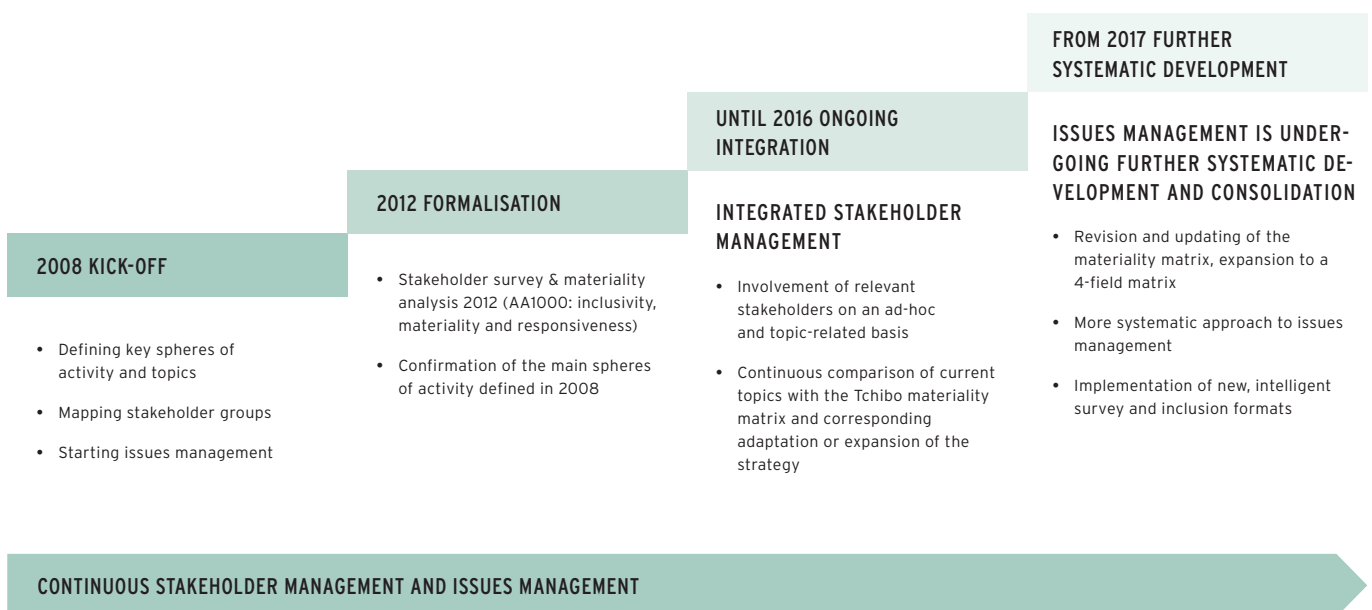 2008 KICK-OFF
• Defining key spheres of
activity and topics
• Mapping stakeholder groups
• Starting issues management
2012 FORMALISATION
• Stakeholder survey & materiality
analysis 2012 (AA1000: inclusivity,
materiality and responsiveness)
• Confirmation of the main spheres
of activity defined in 2008
UNTIL 2016 ONGOING
INTEGRATION
INTEGRATED STAKEHOLDER
MANAGEMENT
• Involvement of relevant
stakeholders on an ad-hoc
and topic-related basis
• Continuous comparison of current
topics with the Tchibo materiality
matrix and corresponding
adaptation or expansion of the
strategy
FROM 2017 FURTHER
SYSTEMATIC DEVELOPMENT
ISSUES MANAGEMENT IS UNDER-
GOING FURTHER SYSTEMATIC DE-
VELOPMENT AND CONSOLIDATION
• Revision and updating of the
materiality matrix, expansion to a
4-field matrix
• More systematic approach to issues
management
• Implementation of new, intelligent
survey and inclusion formats
CONTINUOUS STAKEHOLDER MANAGEMENT AND ISSUES MANAGEMENT